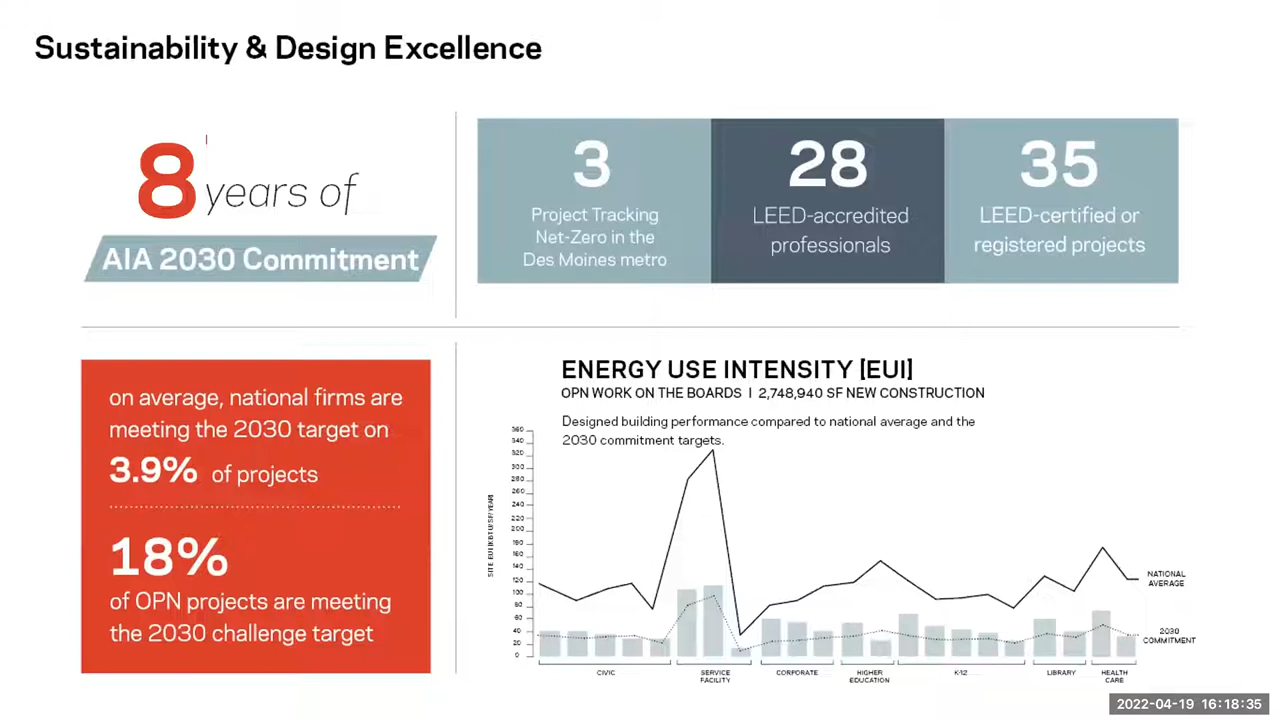 Sustainability & Design Excellence
8 years of
AIA 2030 Commitment
3
Project Tracking
Net-Zero in the
Des Moines metro
28
LEED-accredited
professionals
35
LEED-certified or
registered projects
on average, national firms are
meeting the 2030 target on
3.9% of projects
18%
of OPN projects are meeting
the 2030 challenge target
ENERGY USE INTENSITY [EUI]
OPN WORK ON THE BOARDS | 2,748,940 SF NEW CONSTRUCTION
Designed building performance compared to national average and the
2030 commitment targets.
SITE EUI (KBTU/SF/YEAR)
360
340
320
300
280
260
240
220
200
180
160
140
120
100
80
60
40
20
0
NATIONAL
AVERAGE
2030
COMMITMENT
CIVIC
SERVICE
FACILITY
CORPORATE
HIGHER
EDUCATION
K-12
LIBRARY
HEALTH
CARE
2022-04-19 16:18:35